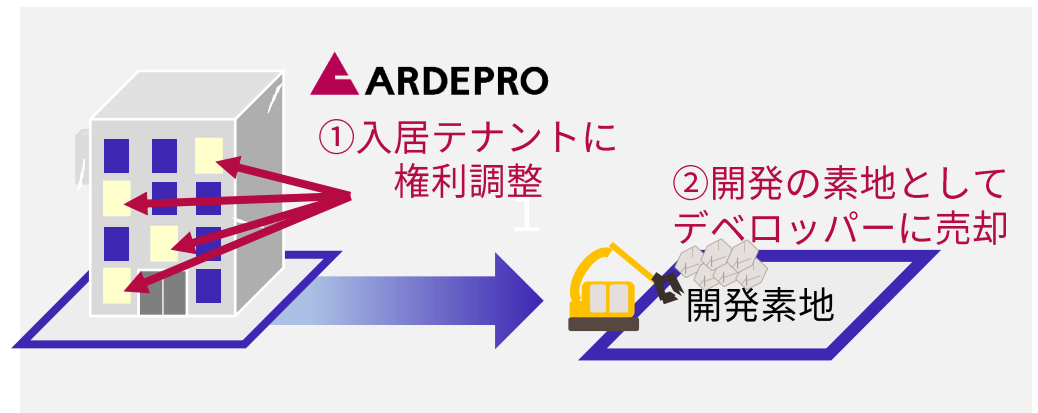 ARDEPRO
①入居テナントに
権利調整
②開発の素地として
デベロッパーに売却
開発素地